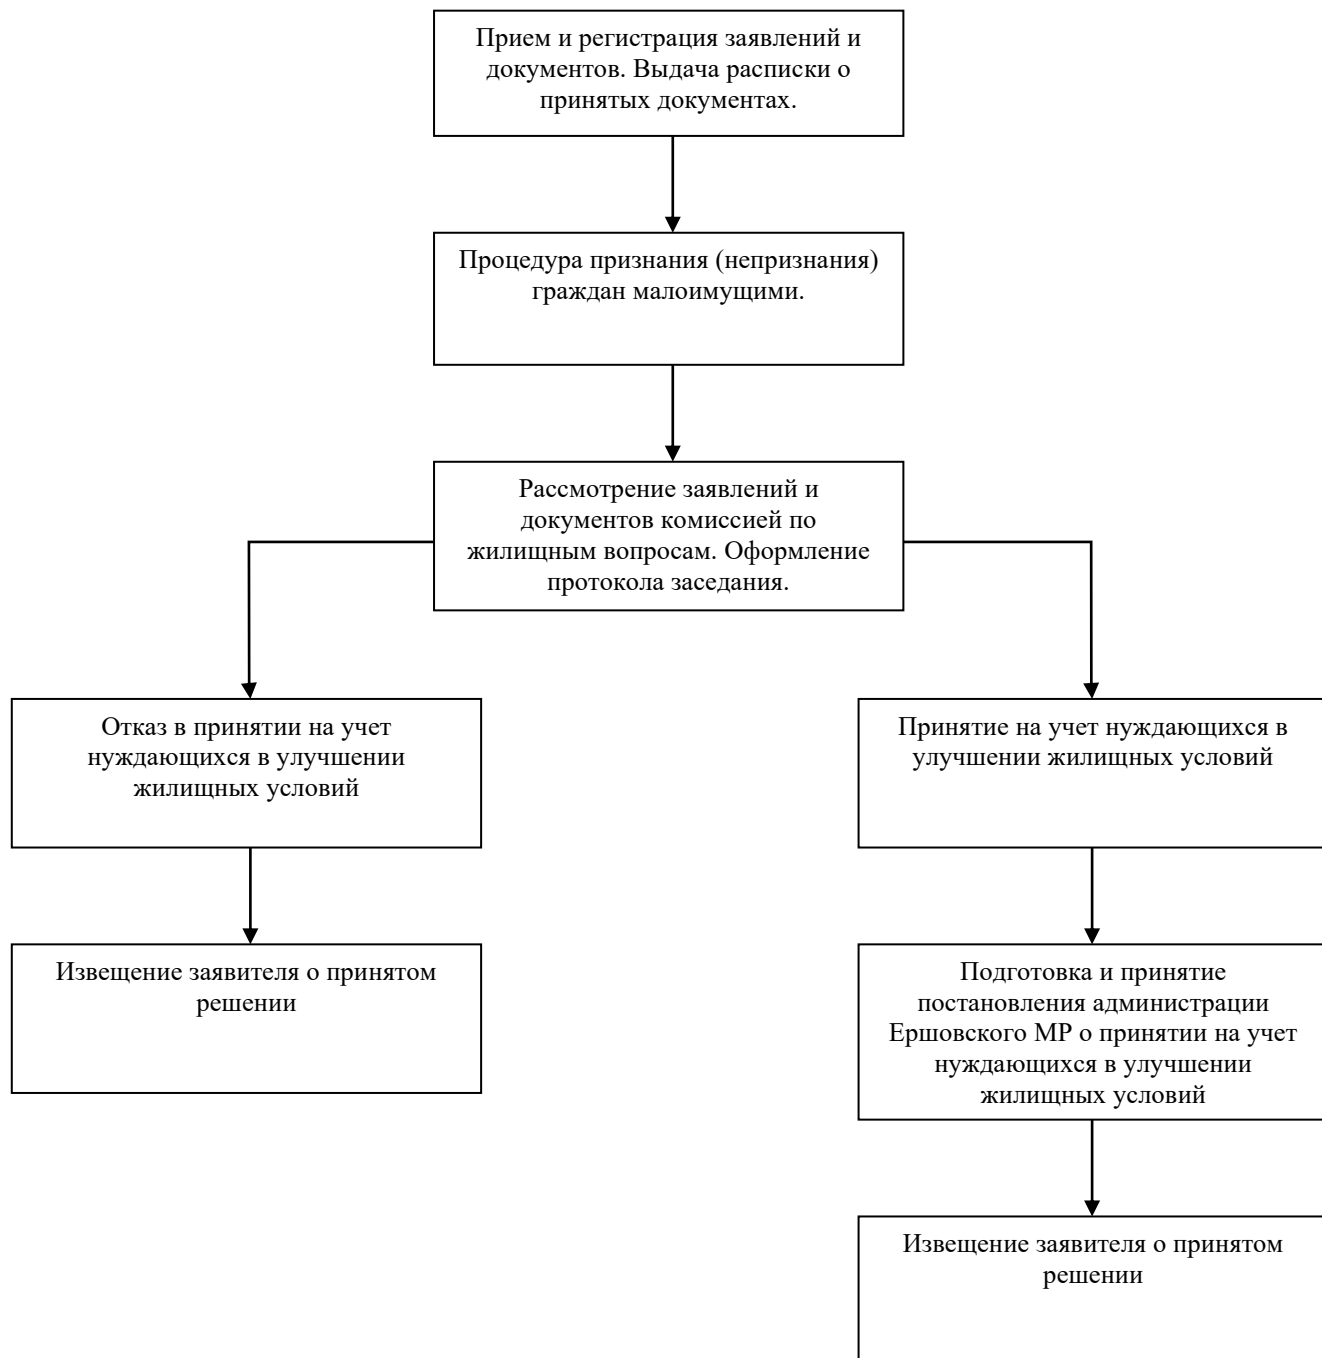 Прием и регистрация заявлений и
документов. Выдача расписки о
принятых документах.
Процедура признания (непризнания)
граждан малоимущими.
Рассмотрение заявлений и
документов комиссией по
жилищным вопросам. Оформление
протокола заседания.
Отказ в принятии на учет
нуждающихся в улучшении
жилищных условий
Принятие на учет нуждающихся в
улучшении жилищных условий
Извещение заявителя о принятом
решении
Подготовка и принятие
постановления администрации
Ершовского МР о принятии на учет
нуждающихся в улучшении
жилищных условий
Извещение заявителя о принятом
решении